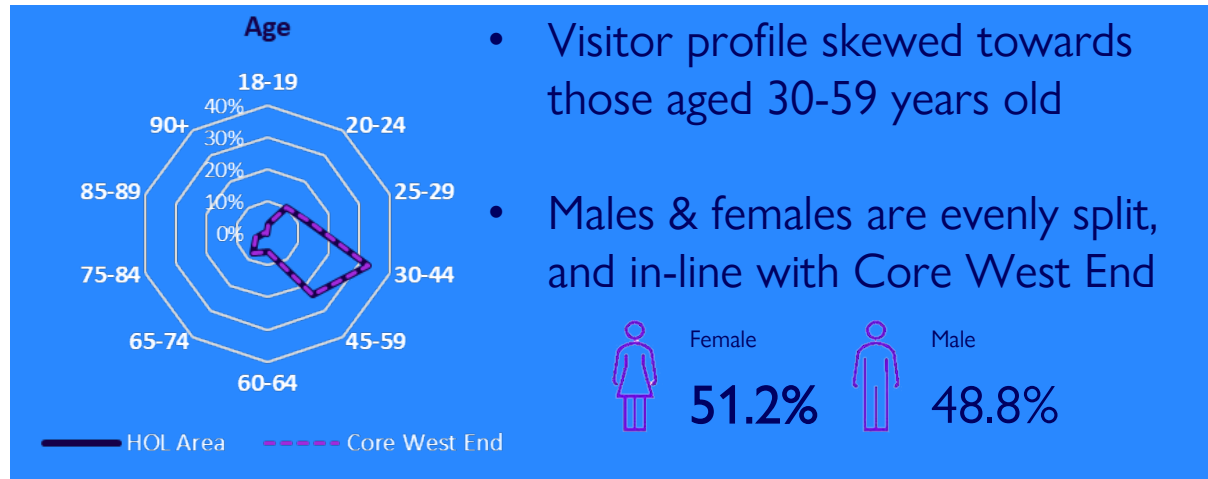 Age
18-19
20-24
25-29
30-44
45-59
60-64
65-74
75-84
85-89
90+
40%
30%
20%
10%
0%
HOL Area
Core West End
• Visitor profile skewed towards
those aged 30-59 years old
• Males & females are evenly split,
and in-line with Core West End
Female
51.2%
Male
48.8%